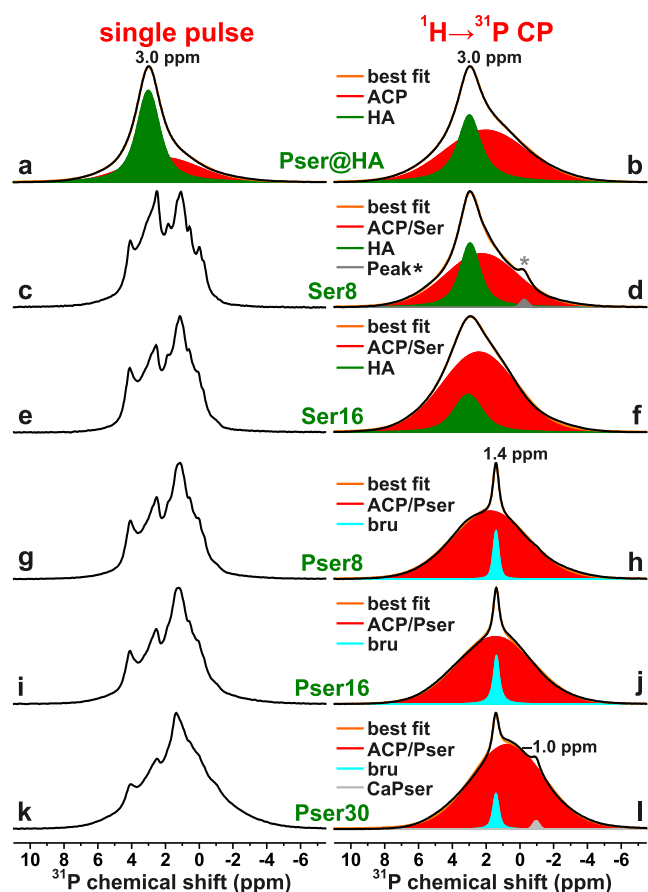 single pulse
¹H→³¹P CP
3.0 ppm
3.0 ppm
best fit
ACP
HA
a
Pser@HA
b
best fit
ACP/Ser
HA
Peak*
*
c
Ser8
d
best fit
ACP/Ser
HA
e
Ser16
f
1.4 ppm
best fit
ACP/Pser
bru
g
Pser8
h
best fit
ACP/Pser
bru
i
Pser16
j
best fit
ACP/Pser
bru
CaPser
–1.0 ppm
k
Pser30
l
10 8 6 4 2 0 -2 -4 -6
10 8 6 4 2 0 -2 -4 -6
³¹P chemical shift (ppm)
³¹P chemical shift (ppm)